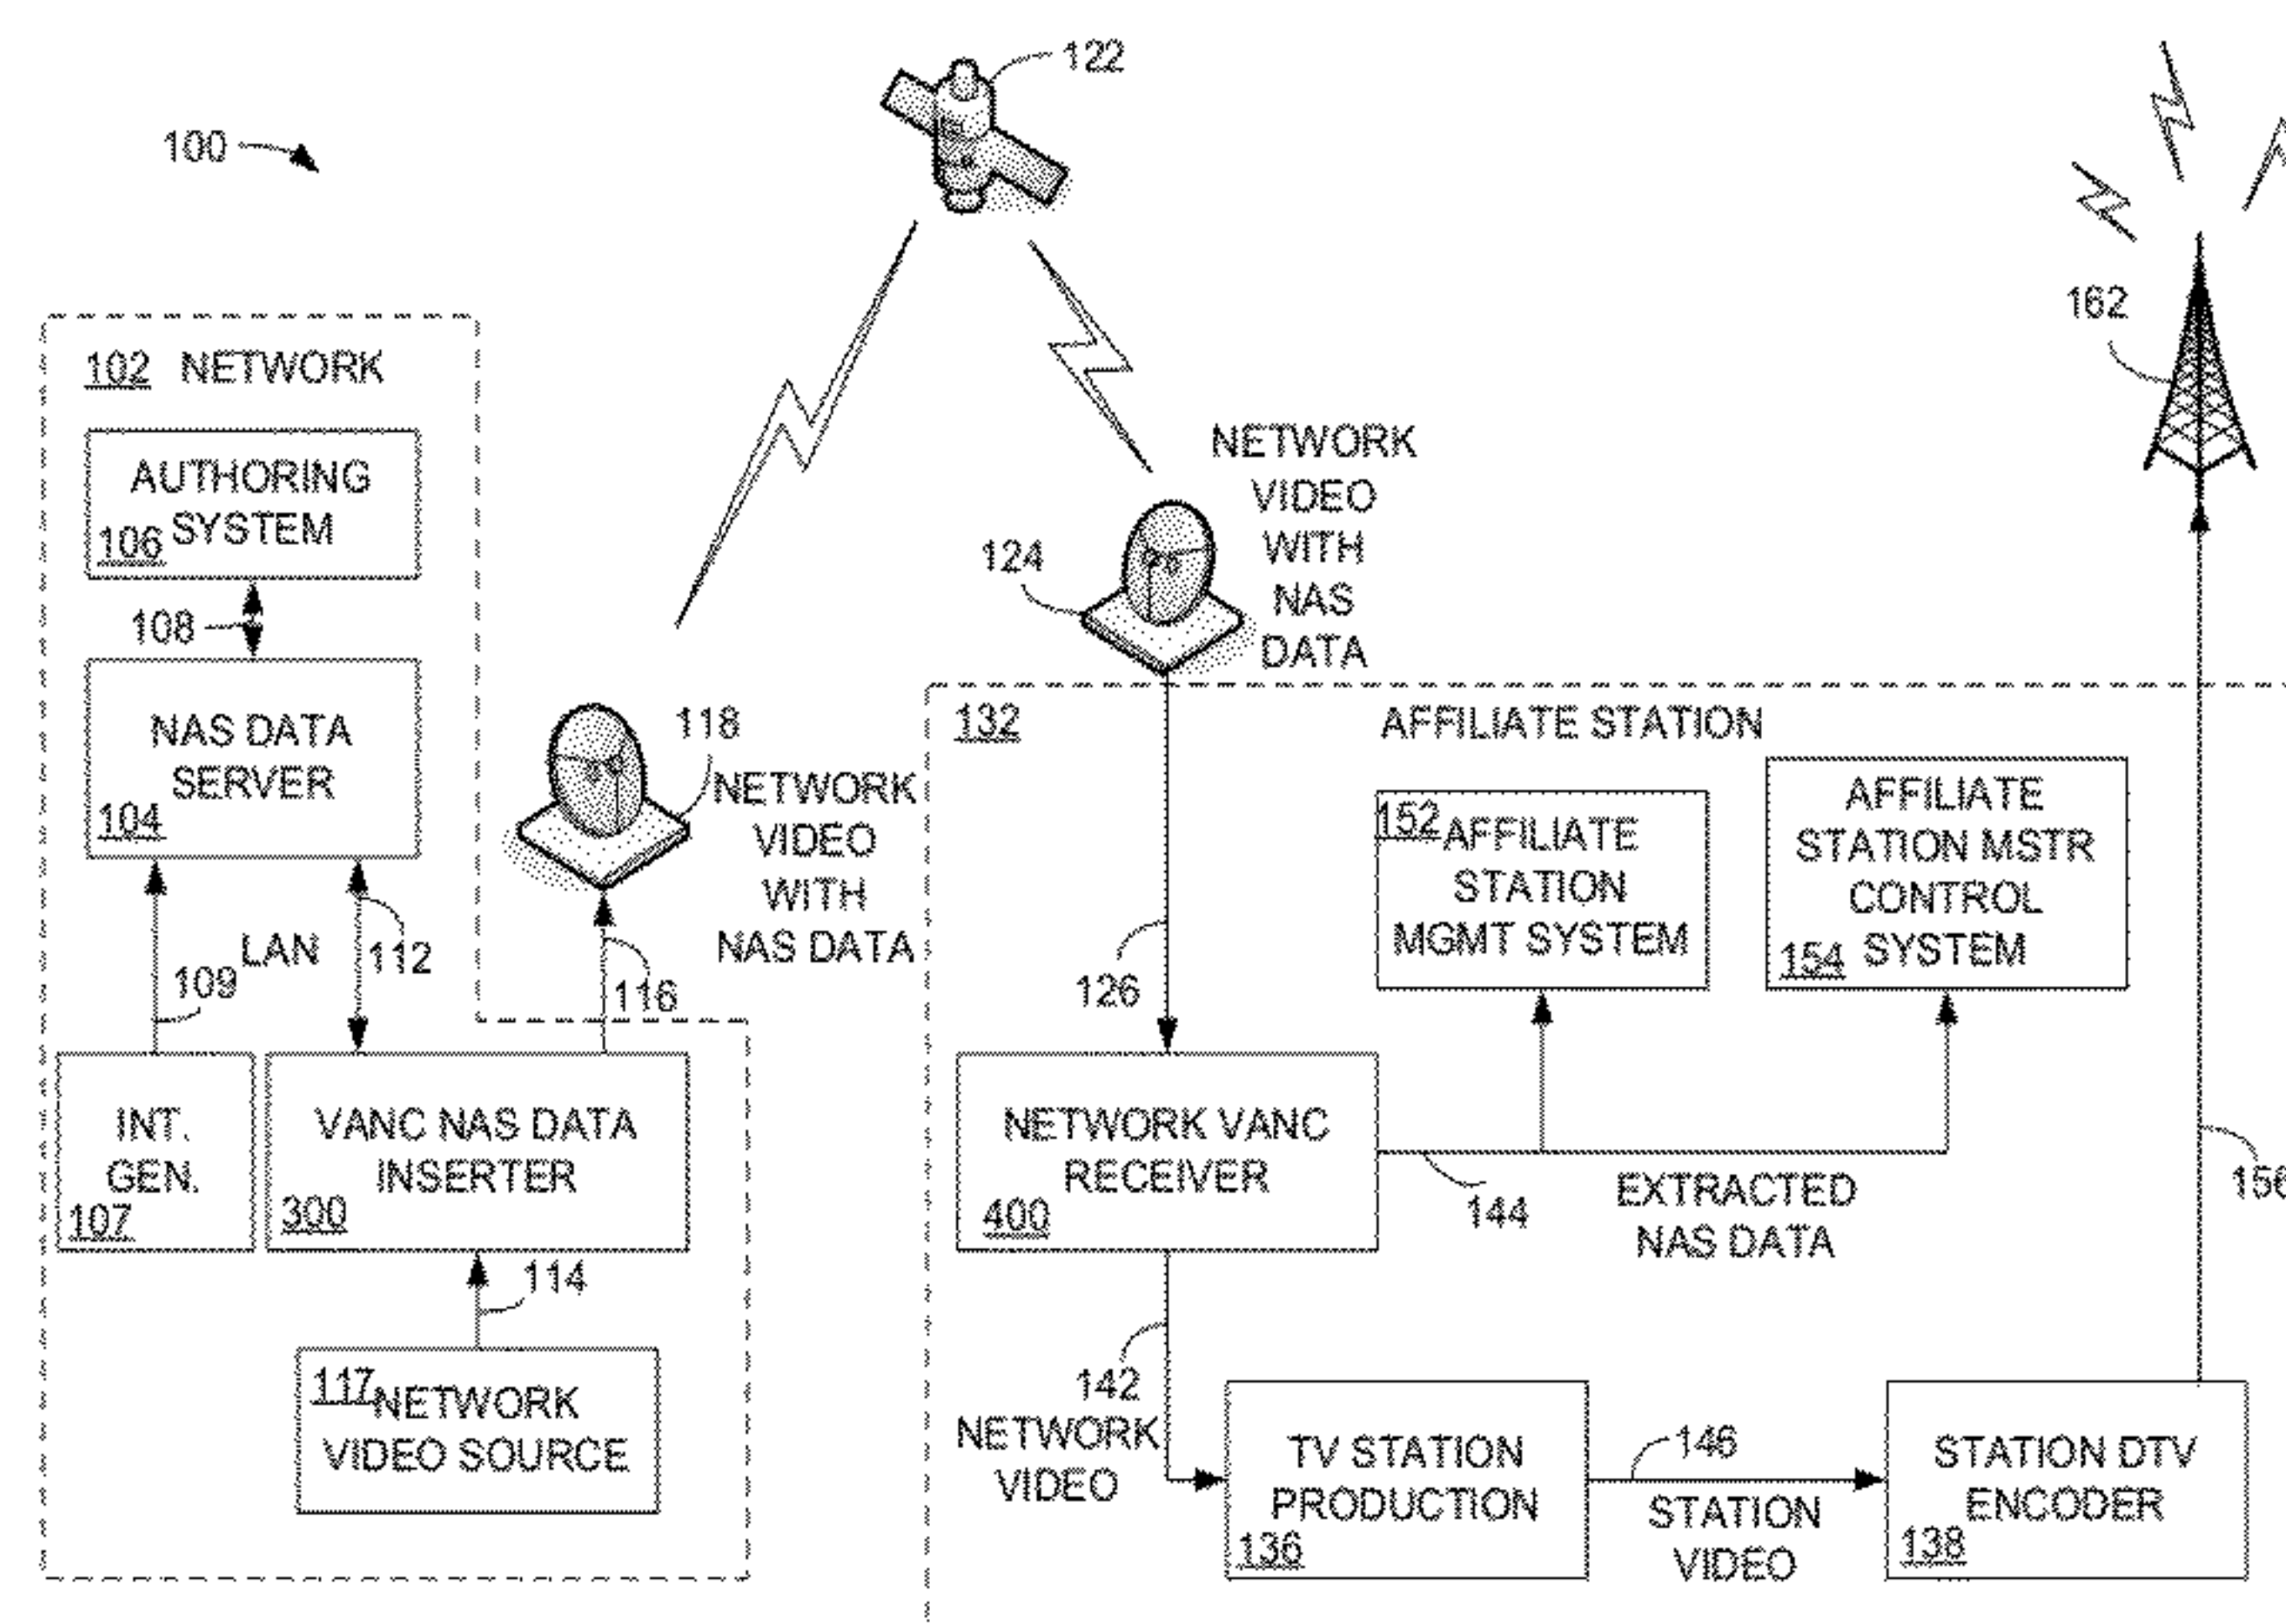 100
122
162
102 NETWORK
AUTHORING
SYSTEM
106
108
NAS DATA
SERVER
104
LAN
109
112
116
INT.
GEN.
107
VANC NAS DATA
INSERTER
300
114
117
NETWORK
VIDEO SOURCE
118
NETWORK
VIDEO
WITH
NAS DATA
124
NETWORK
VIDEO
WITH
NAS
DATA
132
AFFILIATE STATION
126
152
AFFILIATE
STATION
MGMT SYSTEM
AFFILIATE
STATION MSTR
CONTROL
SYSTEM
154
NETWORK VANC
RECEIVER
400
144
EXTRACTED
NAS DATA
156
142
NETWORK
VIDEO
TV STATION
PRODUCTION
136
146
STATION
VIDEO
STATION DTV
ENCODER
138